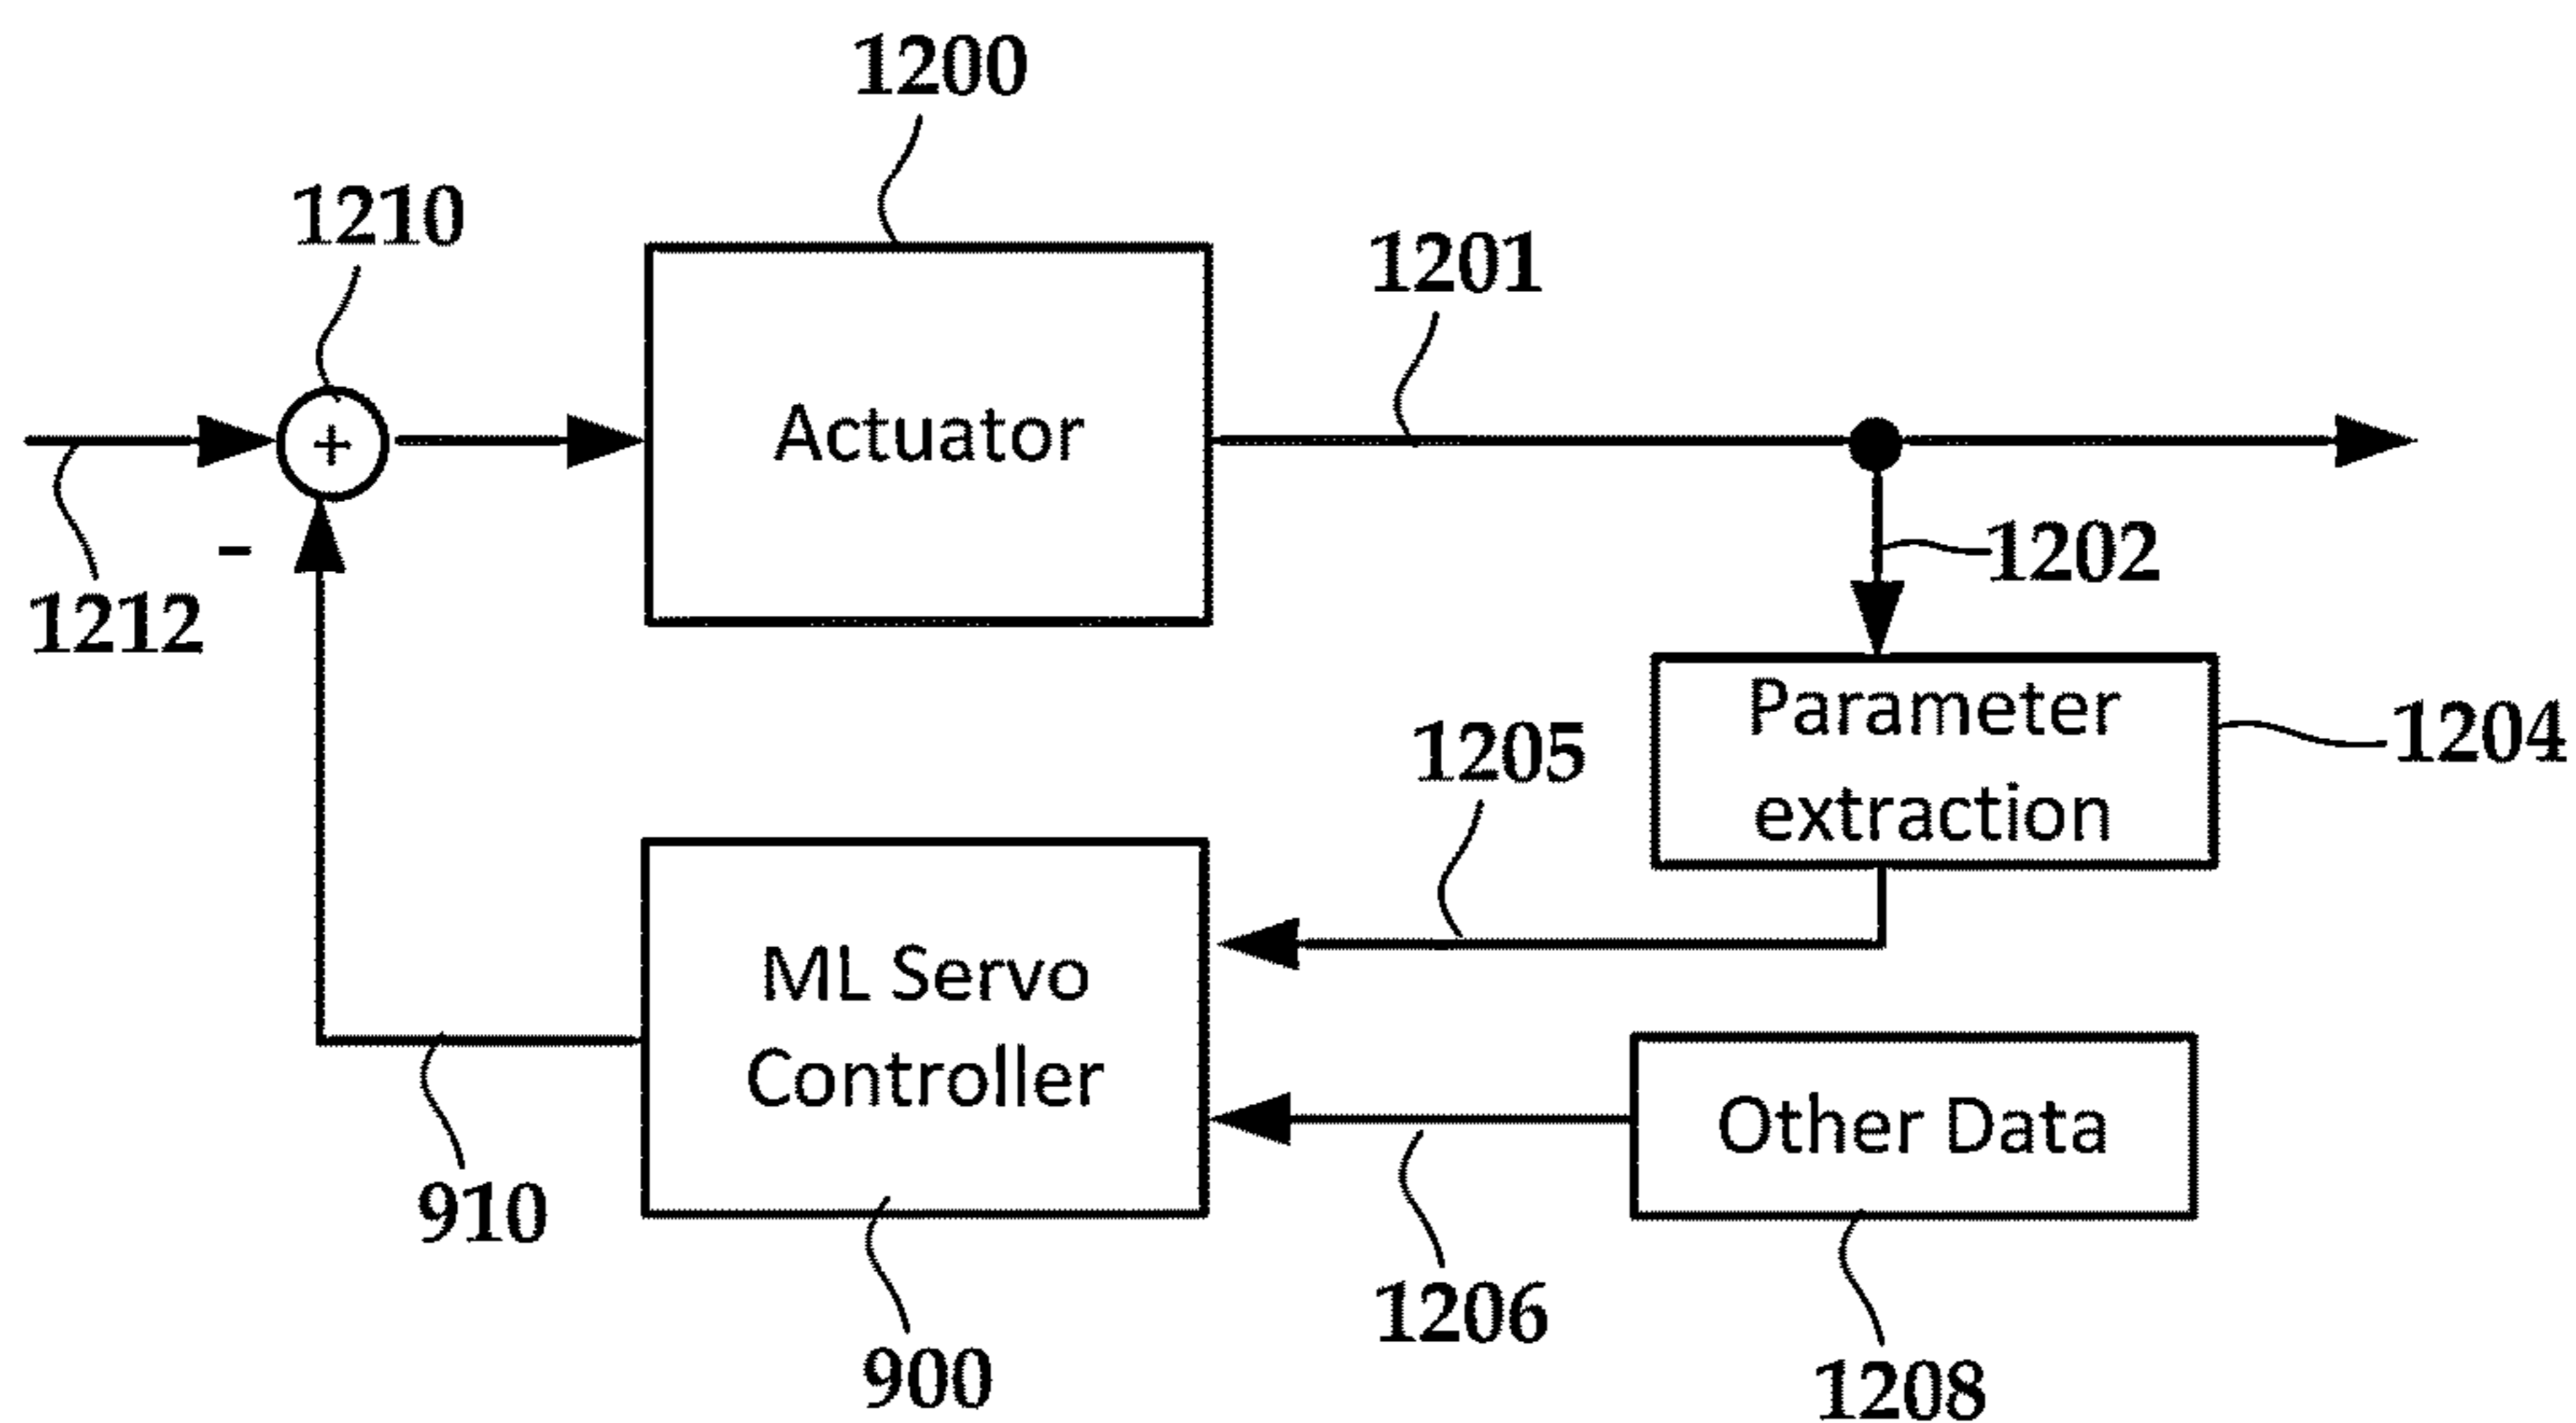 1200
1210
1201
+
Actuator
-
1202
1212
Parameter
extraction
1204
1205
ML Servo
Controller
Other Data
910
1206
900
1208